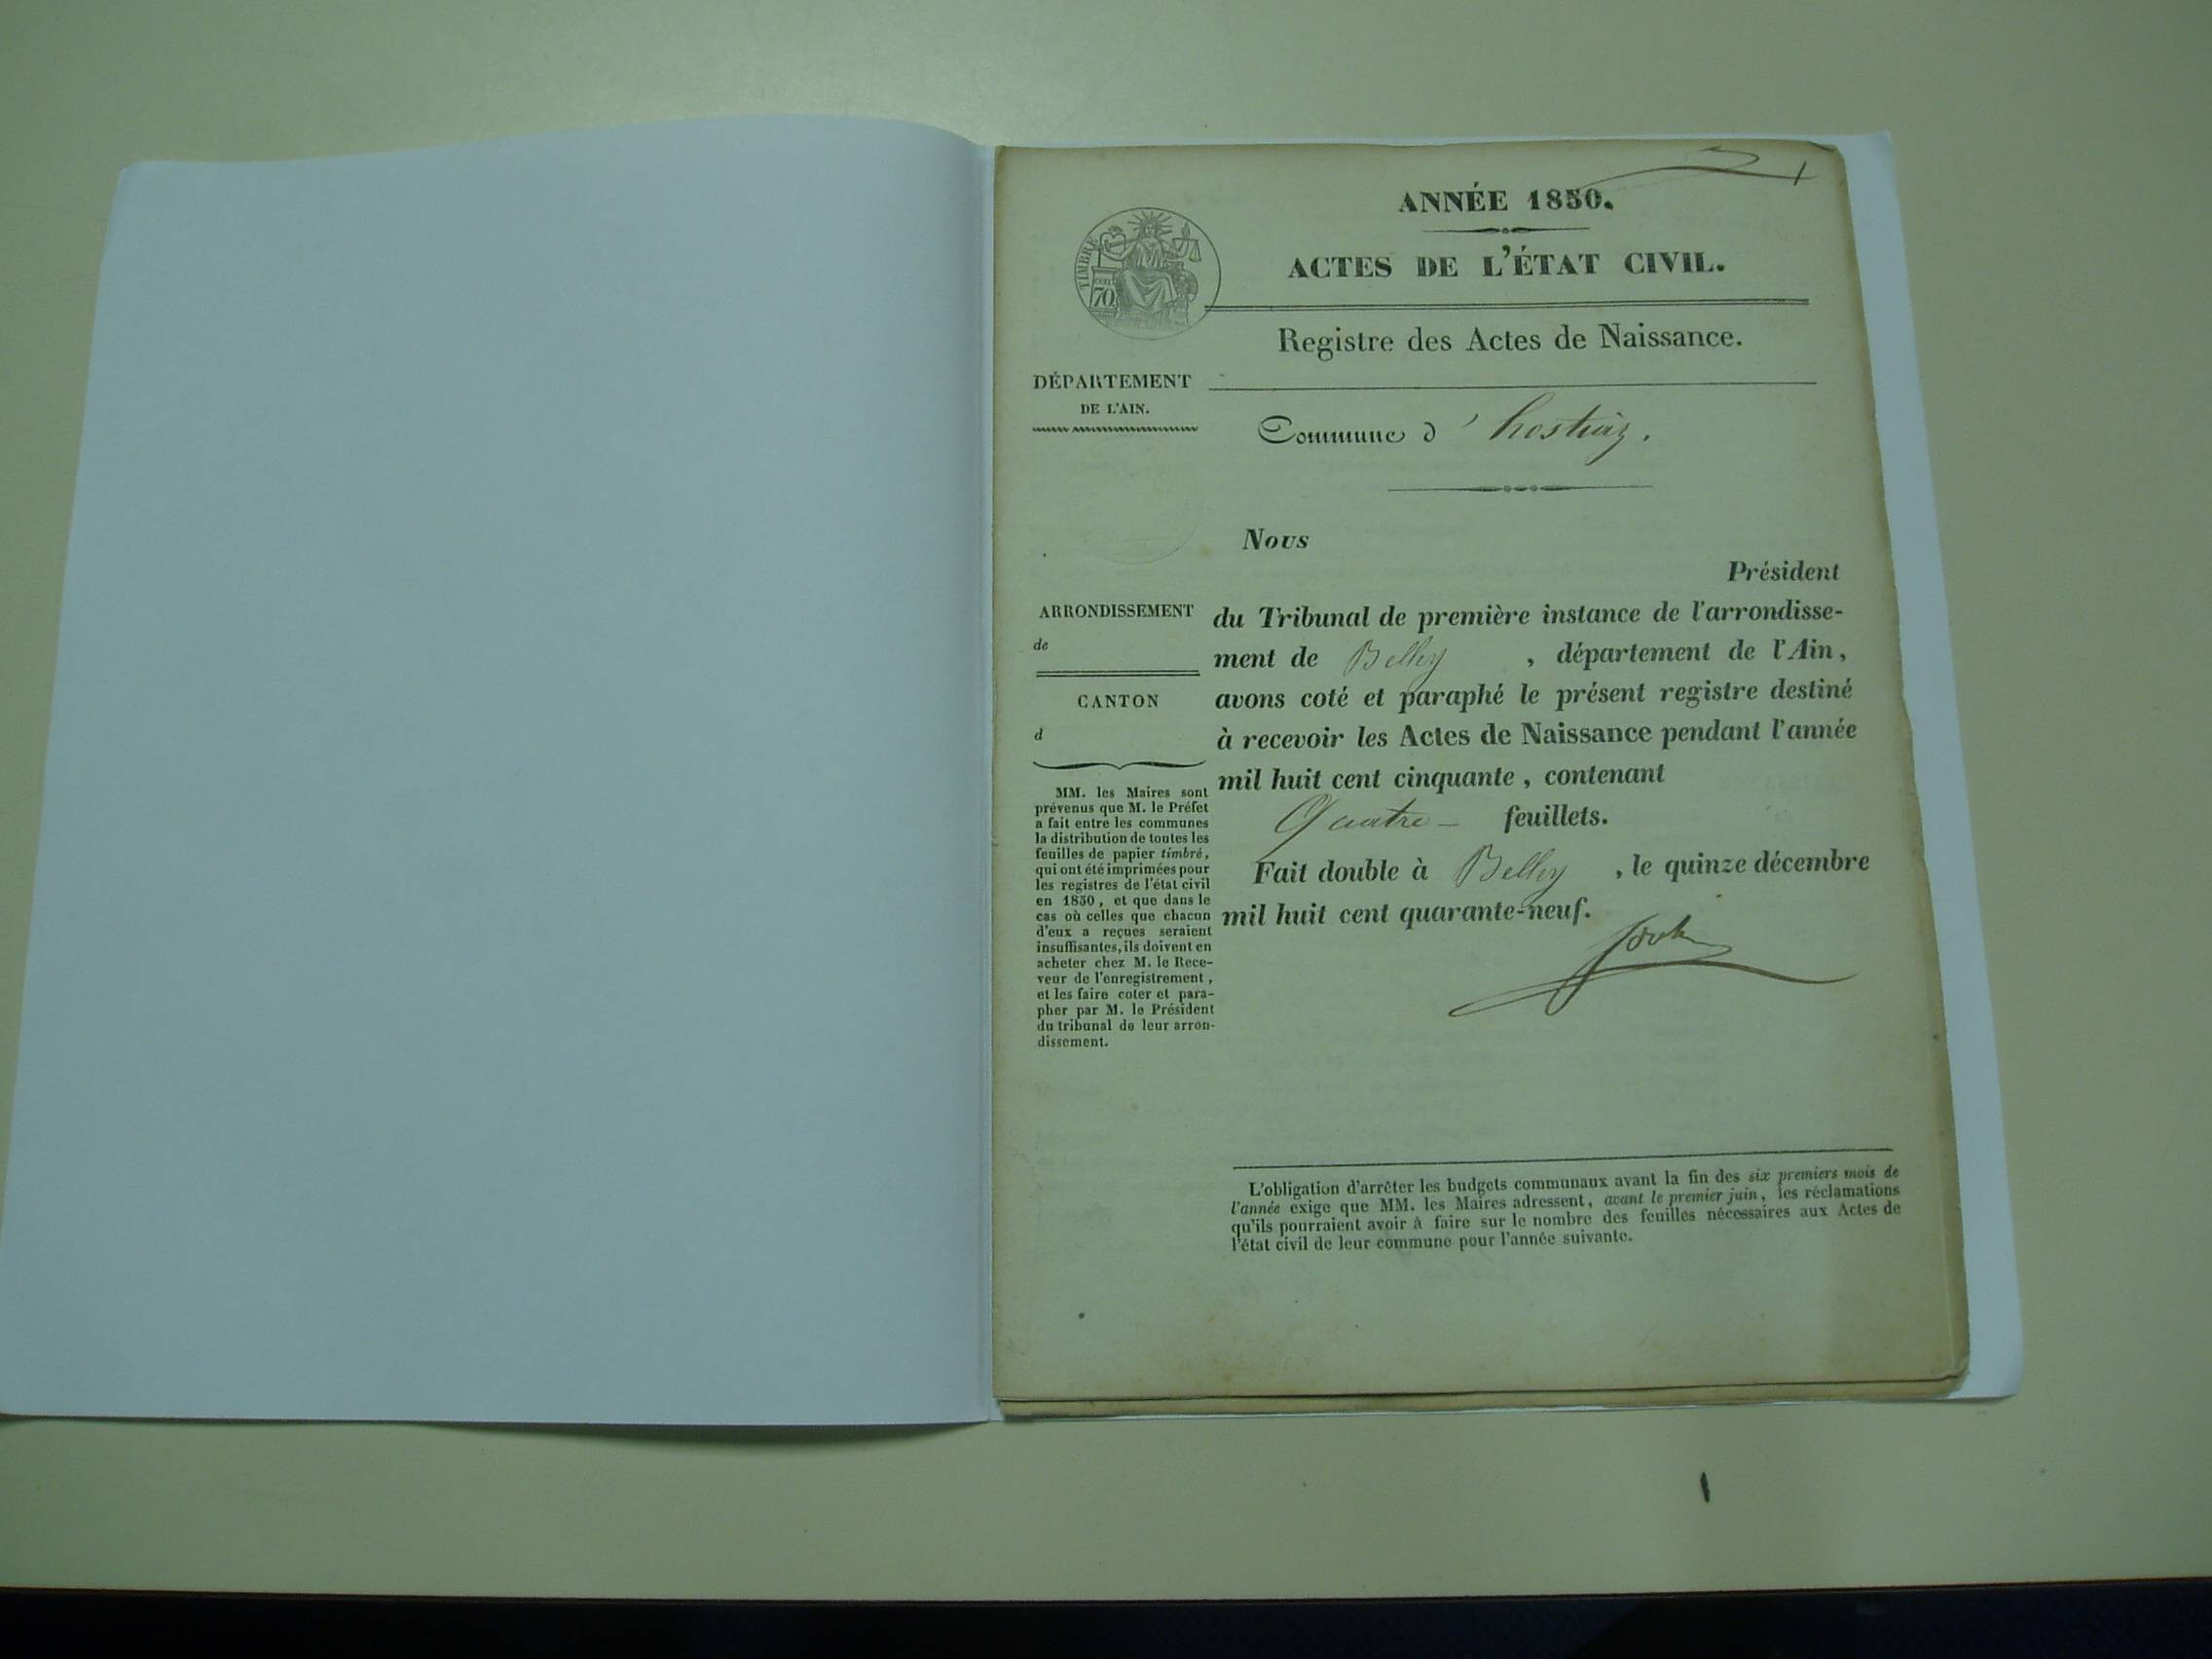 1
ANNÉE 1850.
ACTES DE L'ÉTAT CIVIL.
TIMBRE
70
Registre des Actes de Naissance.
DÉPARTEMENT
DE L'AIN.
Commune d'hostiaz.
Nous
Président
du Tribunal de première instance de l'arrondisse-
ment de Belley , département de l'Ain,
avons coté et paraphé le présent registre destiné
à recevoir les Actes de Naissance pendant l'année
mil huit cent cinquante, contenant
Quatre - feuillets.
Fait double à Belley , le quinze décembre
mil huit cent quarante-neuf.
ARRONDISSEMENT
de
CANTON
d
MM. les Maires sont
prévenus que M. le Préfet
a fait entre les communes
la distribution de toutes les
feuilles de papier timbré,
qui ont été imprimées pour
les registres de l'état civil
en 1850, et que dans le
cas où celles que chacun
d'eux a reçues seraient
insuffisantes, ils doivent en
acheter chez M. le Rece-
veur de l'enregistrement,
et les faire coter et para-
pher par M. le Président
du tribunal de leur arron-
dissement.
L'obligation d'arrêter les budgets communaux avant la fin des six premiers mois de
l'année exige que MM. les Maires adressent, avant le premier juin, les réclamations
qu'ils pourraient avoir à faire sur le nombre des feuilles nécessaires aux Actes de
l'état civil de leur commune pour l'année suivante.